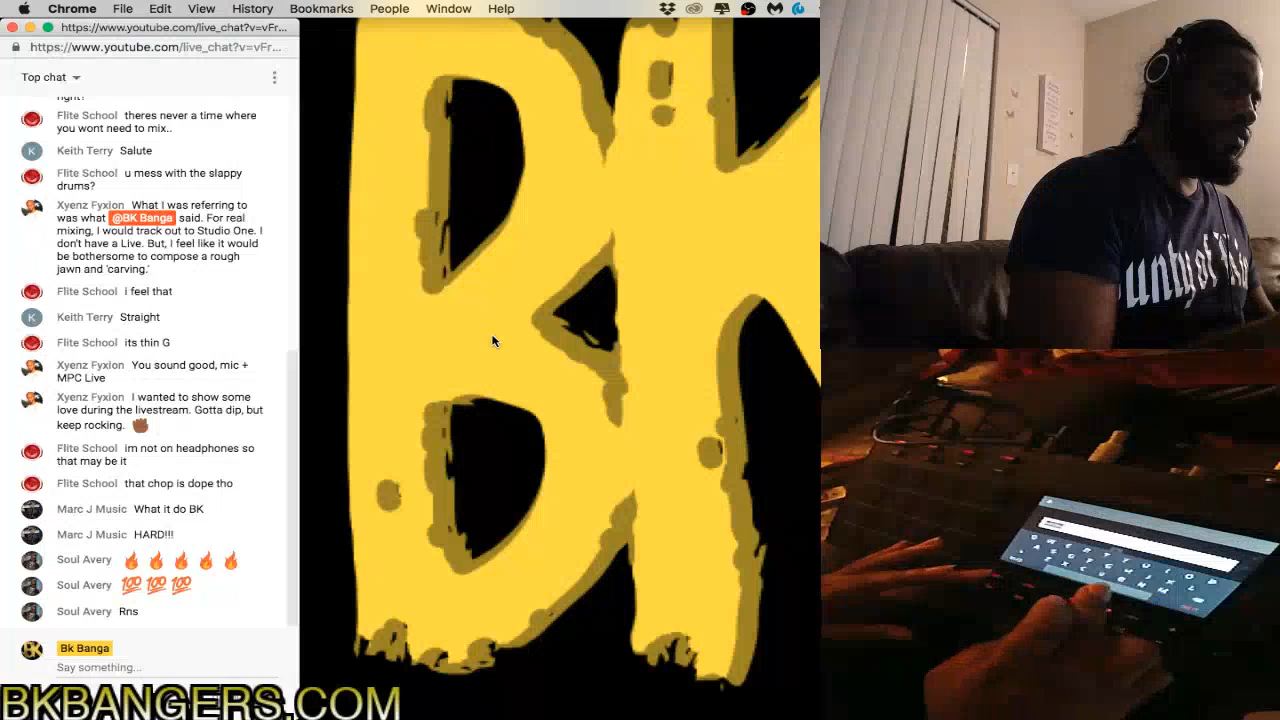 Chrome File Edit View History Bookmarks People Window Help
https://www.youtube.com/live_chat?v=vFr...
https://www.youtube.com/live_chat?v=vFr...
Top chat
right?
Flite School theres never a time where
you wont need to mix..
K Keith Terry Salute
Flite School u mess with the slappy
drums?
Xyenz Fyxion What I was referring to
was what @BK Banga said. For real
mixing, I would track out to Studio One. I
don't have a Live. But, I feel like it would
be bothersome to compose a rough
jawn and 'carving.'
Flite School i feel that
K Keith Terry Straight
Flite School its thin G
Xyenz Fyxion You sound good, mic +
MPC Live
Xyenz Fyxion I wanted to show some
love during the livestream. Gotta dip, but
keep rocking. ✊🏾
Flite School im not on headphones so
that may be it
Flite School that chop is dope tho
Marc J Music What it do BK
Marc J Music HARD!!!
Soul Avery 🔥 🔥 🔥 🔥 🔥
Soul Avery 💯 💯 💯
Soul Avery Rns
BK Bk Banga
Say something...
BKBANGERS.COM
BK
unty of